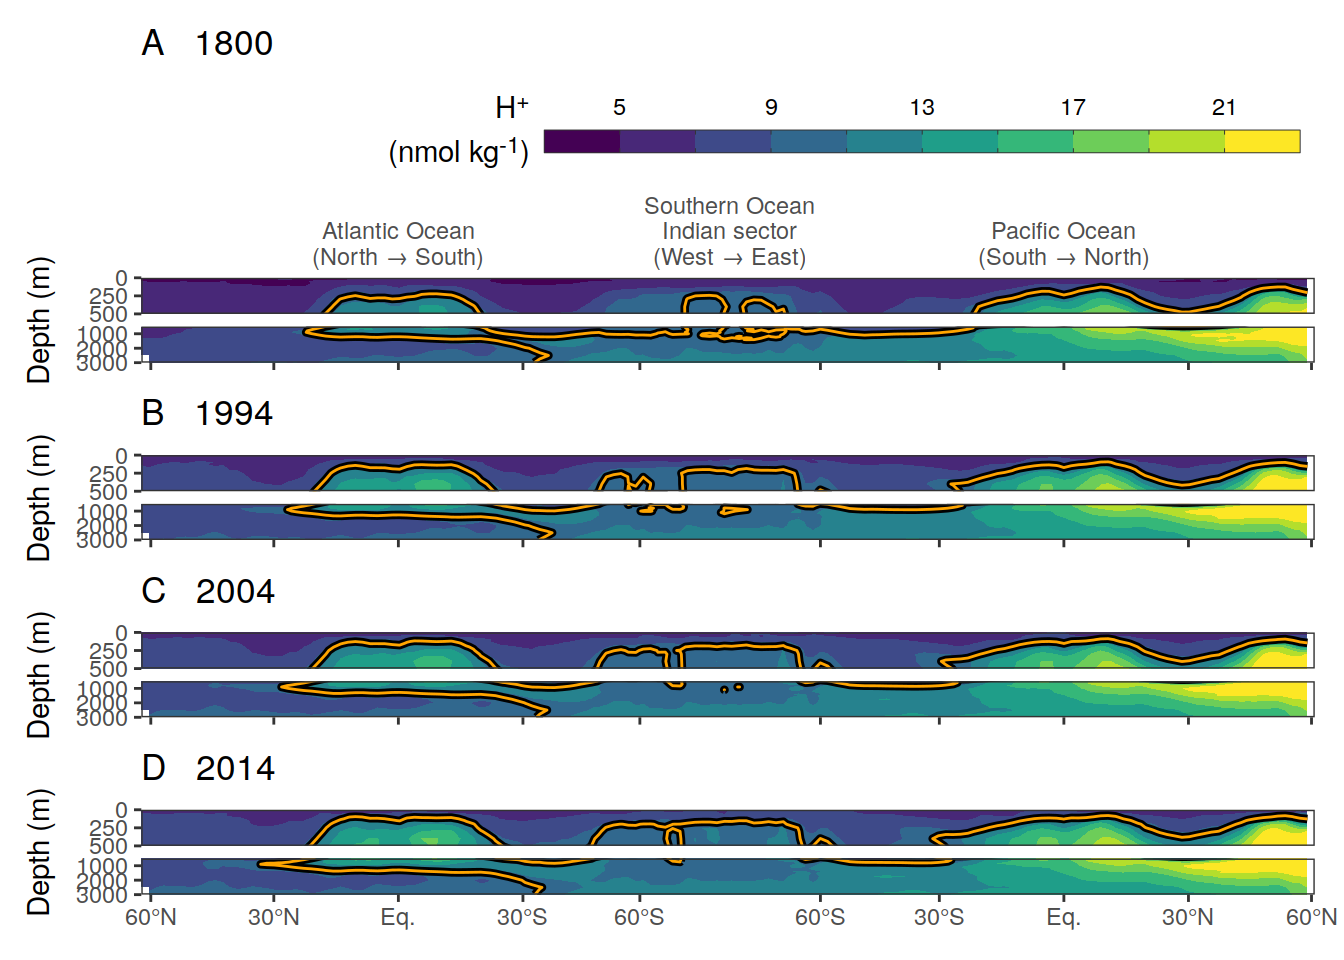 A 1800
H⁺
(nmol kg⁻¹)
5 9 13 17 21
Atlantic Ocean
(North → South)
Southern Ocean
Indian sector
(West → East)
Pacific Ocean
(South → North)
Depth (m)
0
250
500
1000
2000
3000
B 1994
Depth (m)
0
250
500
1000
2000
3000
C 2004
Depth (m)
0
250
500
1000
2000
3000
D 2014
Depth (m)
0
250
500
1000
2000
3000
60°N 30°N Eq. 30°S 60°S 60°S 30°S Eq. 30°N 60°N